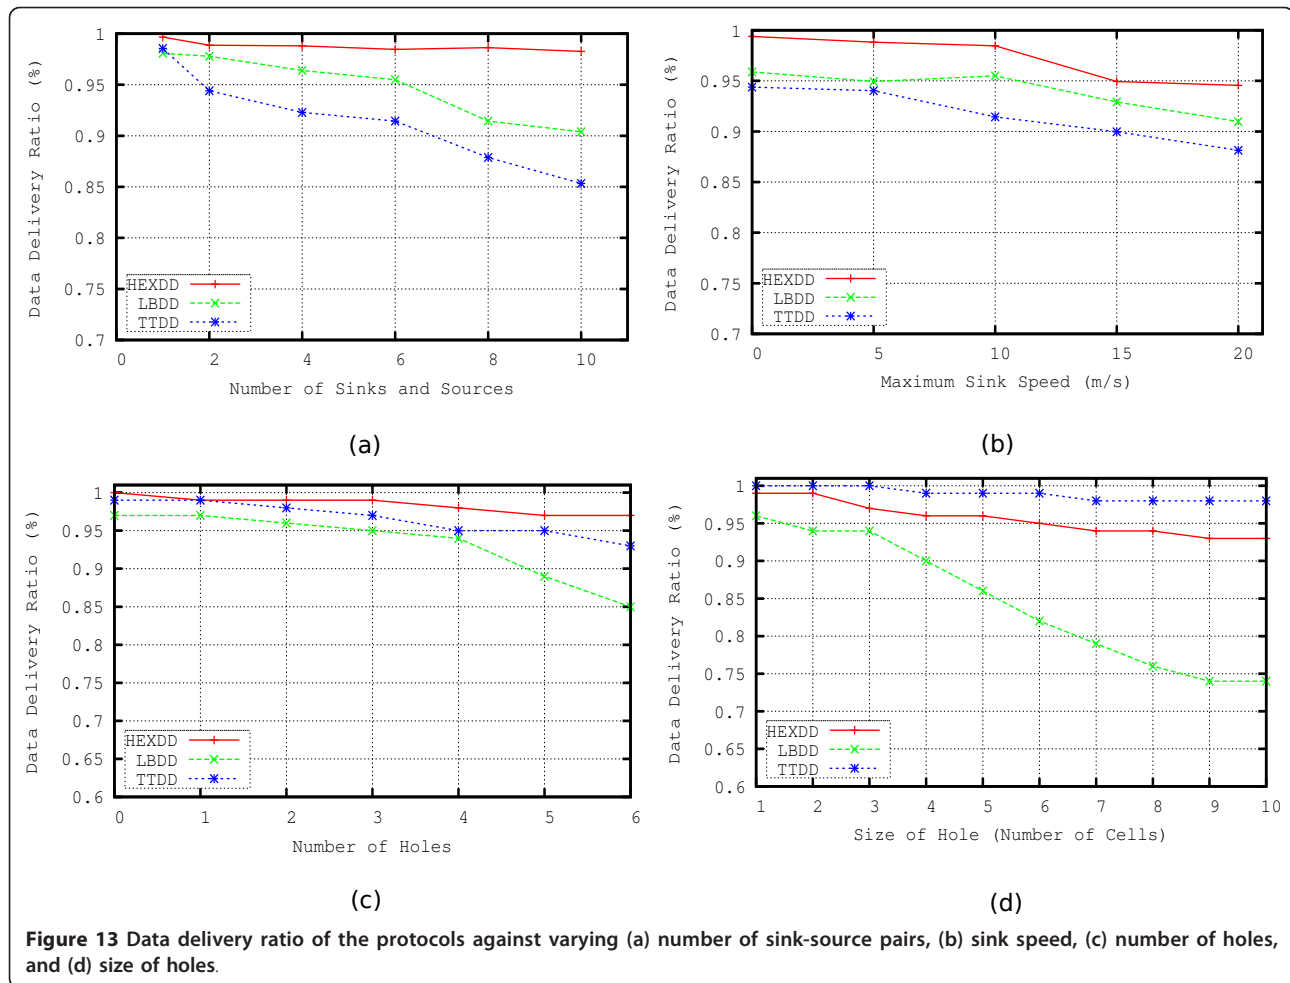 1
0.95
0.9
0.85
0.8
0.75
0.7
Data Delivery Ratio (%)
HEXDD
LBDD
TTDD
0 2 4 6 8 10
Number of Sinks and Sources
(a)
1
0.95
0.9
0.85
0.8
0.75
0.7
Data Delivery Ratio (%)
HEXDD
LBDD
TTDD
0 5 10 15 20
Maximum Sink Speed (m/s)
(b)
1
0.95
0.9
0.85
0.8
0.75
0.7
0.65
0.6
Data Delivery Ratio (%)
HEXDD
LBDD
TTDD
0 1 2 3 4 5 6
Number of Holes
(c)
1
0.95
0.9
0.85
0.8
0.75
0.7
0.65
0.6
Data Delivery Ratio (%)
HEXDD
LBDD
TTDD
1 2 3 4 5 6 7 8 9 10
Size of Hole (Number of Cells)
(d)
Figure 13 Data delivery ratio of the protocols against varying (a) number of sink-source pairs, (b) sink speed, (c) number of holes,
and (d) size of holes.